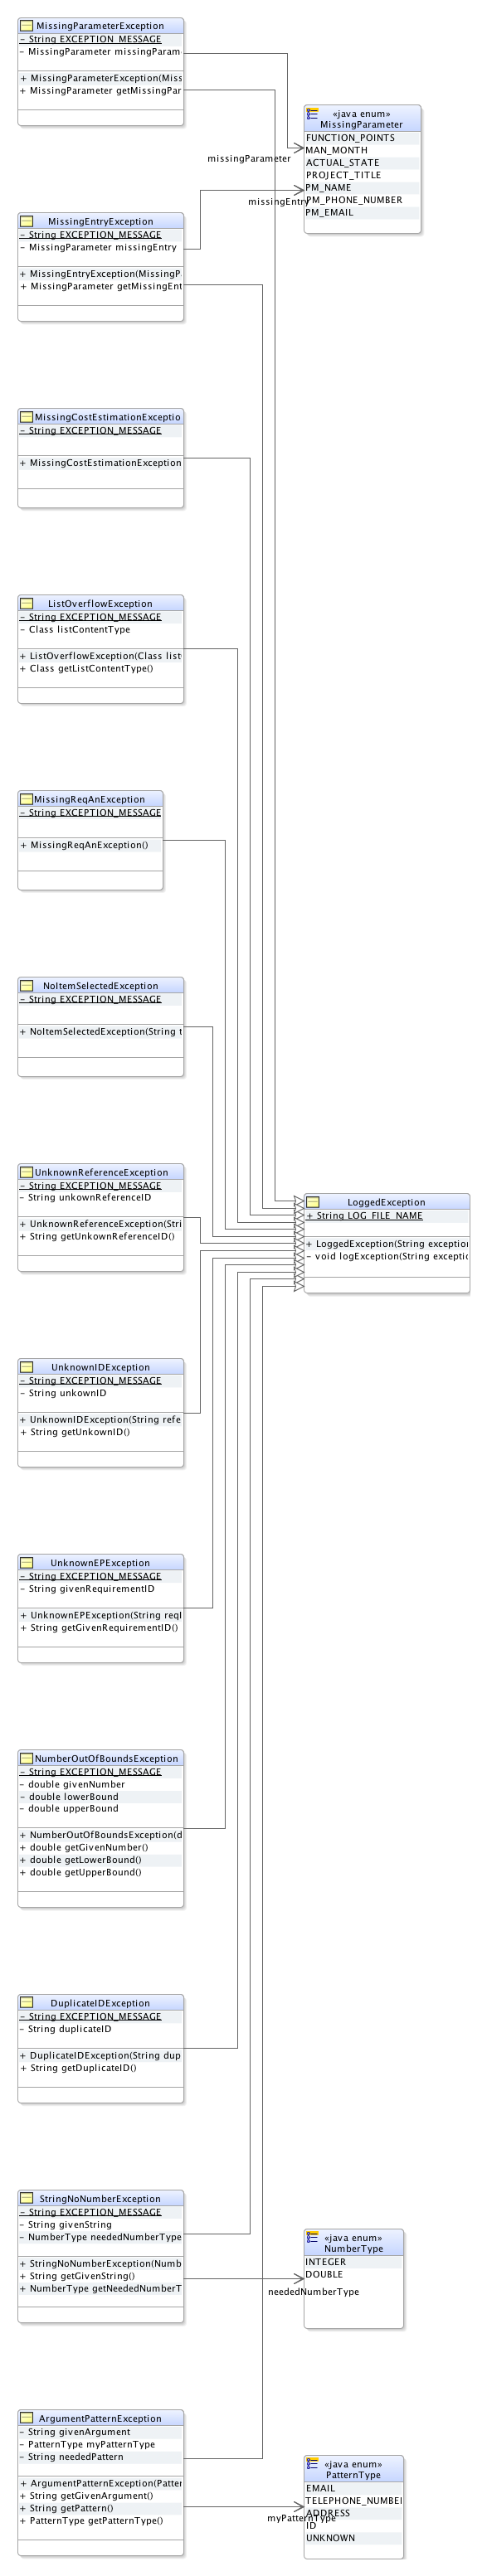 MissingParameterException
- String EXCEPTION_MESSAGE
- MissingParameter missingParam
+ MissingParameterException(Miss
+ MissingParameter getMissingPar
«java enum»
MissingParameter
FUNCTION_POINTS
MAN_MONTH
ACTUAL_STATE
PROJECT_TITLE
PM_NAME
PM_PHONE_NUMBER
PM_EMAIL
missingParameter
missingEntry
MissingEntryException
- String EXCEPTION_MESSAGE
- MissingParameter missingEntry
+ MissingEntryException(MissingP
+ MissingParameter getMissingEnt
MissingCostEstimationExceptio
- String EXCEPTION_MESSAGE
+ MissingCostEstimationException
ListOverflowException
- String EXCEPTION_MESSAGE
- Class listContentType
+ ListOverflowException(Class list
+ Class getListContentType()
MissingReqAnException
- String EXCEPTION_MESSAGE
+ MissingReqAnException()
NoItemSelectedException
- String EXCEPTION_MESSAGE
+ NoItemSelectedException(String t
UnknownReferenceException
- String EXCEPTION_MESSAGE
- String unkownReferenceID
+ UnknownReferenceException(Stri
+ String getUnkownReferenceID()
LoggedException
+ String LOG_FILE_NAME
+ LoggedException(String exception
- void logException(String exceptio
UnknownIDException
- String EXCEPTION_MESSAGE
- String unkownID
+ UnknownIDException(String refe
+ String getUnkownID()
UnknownEPException
- String EXCEPTION_MESSAGE
- String givenRequirementID
+ UnknownEPException(String reqI
+ String getGivenRequirementID()
NumberOutOfBoundsException
- String EXCEPTION_MESSAGE
- double givenNumber
- double lowerBound
- double upperBound
+ NumberOutOfBoundsException(d
+ double getGivenNumber()
+ double getLowerBound()
+ double getUpperBound()
DuplicateIDException
- String EXCEPTION_MESSAGE
- String duplicateID
+ DuplicateIDException(String dup
+ String getDuplicateID()
StringNoNumberException
- String EXCEPTION_MESSAGE
- String givenString
- NumberType neededNumberType
+ StringNoNumberException(Numb
+ String getGivenString()
+ NumberType getNeededNumberT
«java enum»
NumberType
INTEGER
DOUBLE
neededNumberType
ArgumentPatternException
- String givenArgument
- PatternType myPatternType
- String neededPattern
+ ArgumentPatternException(Patter
+ String getGivenArgument()
+ String getPattern()
+ PatternType getPatternType()
«java enum»
PatternType
EMAIL
TELEPHONE_NUMBER
ADDRESS
ID
UNKNOWN
myPatternType